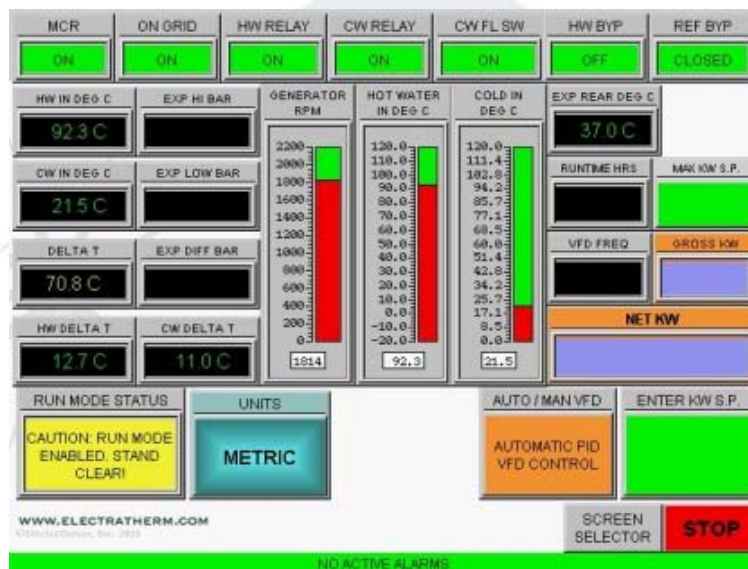 MCR ON GRID HW RELAY CW RELAY CW FL SW HW BYP REF BYP
ON ON ON ON ON OFF CLOSED
HW IN DEG C EXP HI BAR GENERATOR RPM HOT WATER IN DEG C COLD IN DEG C EXP REAR DEG C
92.3 C 37.0 C
CW IN DEG C EXP LOW BAR RUNTIME HRS MAX KW S.P.
21.5 C
DELTA T EXP DIFF BAR VFD FREQ GROSS KW
70.8 C
HW DELTA T CW DELTA T NET KW
12.7 C 11.0 C
2200 120.0 120.0
2000 110.0 111.4
1800 100.0 102.8
1600 90.0 94.2
1400 80.0 85.7
1200 70.0 77.1
1000 60.0 68.5
800 50.0 60.0
600 40.0 51.4
400 30.0 42.8
200 20.0 34.2
0 10.0 25.7
0.0 17.1
-10.0 8.5
-20.0 0.0
1814 92.3 21.5
RUN MODE STATUS UNITS AUTO / MAN VFD ENTER KW S.P.
CAUTION: RUN MODE
ENABLED. STAND
CLEAR!
METRIC
AUTOMATIC PID
VFD CONTROL
WWW.ELECTRATHERM.COM
SCREEN
SELECTOR
STOP
NO ACTIVE ALARMS